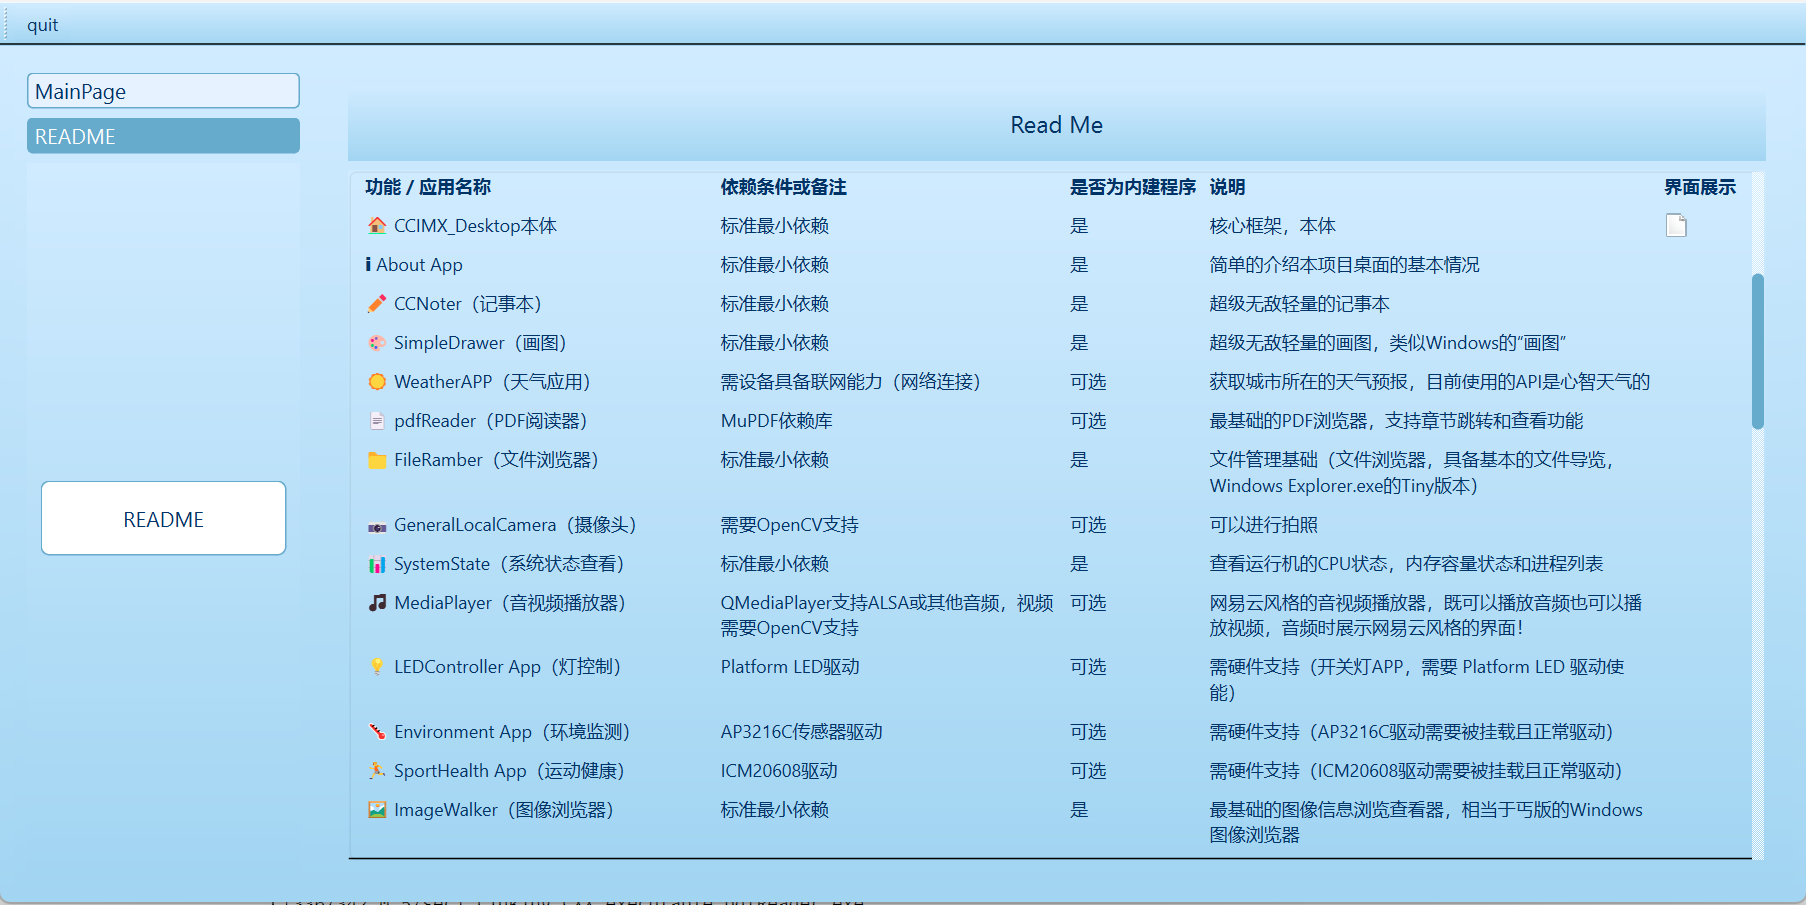 quit
MainPage
README
README
Read Me
功能 / 应用名称 依赖条件或备注 是否为内建程序 说明 界面展示
CCIMX_Desktop本体 标准最小依赖 是 核心框架，本体
About App 标准最小依赖 是 简单的介绍本项目桌面的基本情况
CCNoter（记事本） 标准最小依赖 是 超级无敌轻量的记事本
SimpleDrawer（画图） 标准最小依赖 是 超级无敌轻量的画图，类似Windows的“画图”
WeatherAPP（天气应用） 需设备具备联网能力（网络连接） 可选 获取城市所在的天气预报，目前使用的API是心智天气的
pdfReader（PDF阅读器） MuPDF依赖库 可选 最基础的PDF浏览器，支持章节跳转和查看功能
FileRamber（文件浏览器） 标准最小依赖 是 文件管理基础（文件浏览器，具备基本的文件导览，
Windows Explorer.exe的Tiny版本）
GeneralLocalCamera（摄像头） 需要OpenCV支持 可选 可以进行拍照
SystemState（系统状态查看） 标准最小依赖 是 查看运行机的CPU状态，内存容量状态和进程列表
MediaPlayer（音视频播放器） QMediaPlayer支持ALSA或其他音频，视频 可选 网易云风格的音视频播放器，既可以播放音频也可以播
需要OpenCV支持 放视频，音频时展示网易云风格的界面！
LEDController App（灯控制） Platform LED驱动 可选 需硬件支持（开关灯APP，需要 Platform LED 驱动使
能）
Environment App（环境监测） AP3216C传感器驱动 可选 需硬件支持（AP3216C驱动需要被挂载且正常驱动）
SportHealth App（运动健康） ICM20608驱动 可选 需硬件支持（ICM20608驱动需要被挂载且正常驱动）
ImageWalker（图像浏览器） 标准最小依赖 是 最基础的图像信息浏览查看器，相当于丐版的Windows
图像浏览器